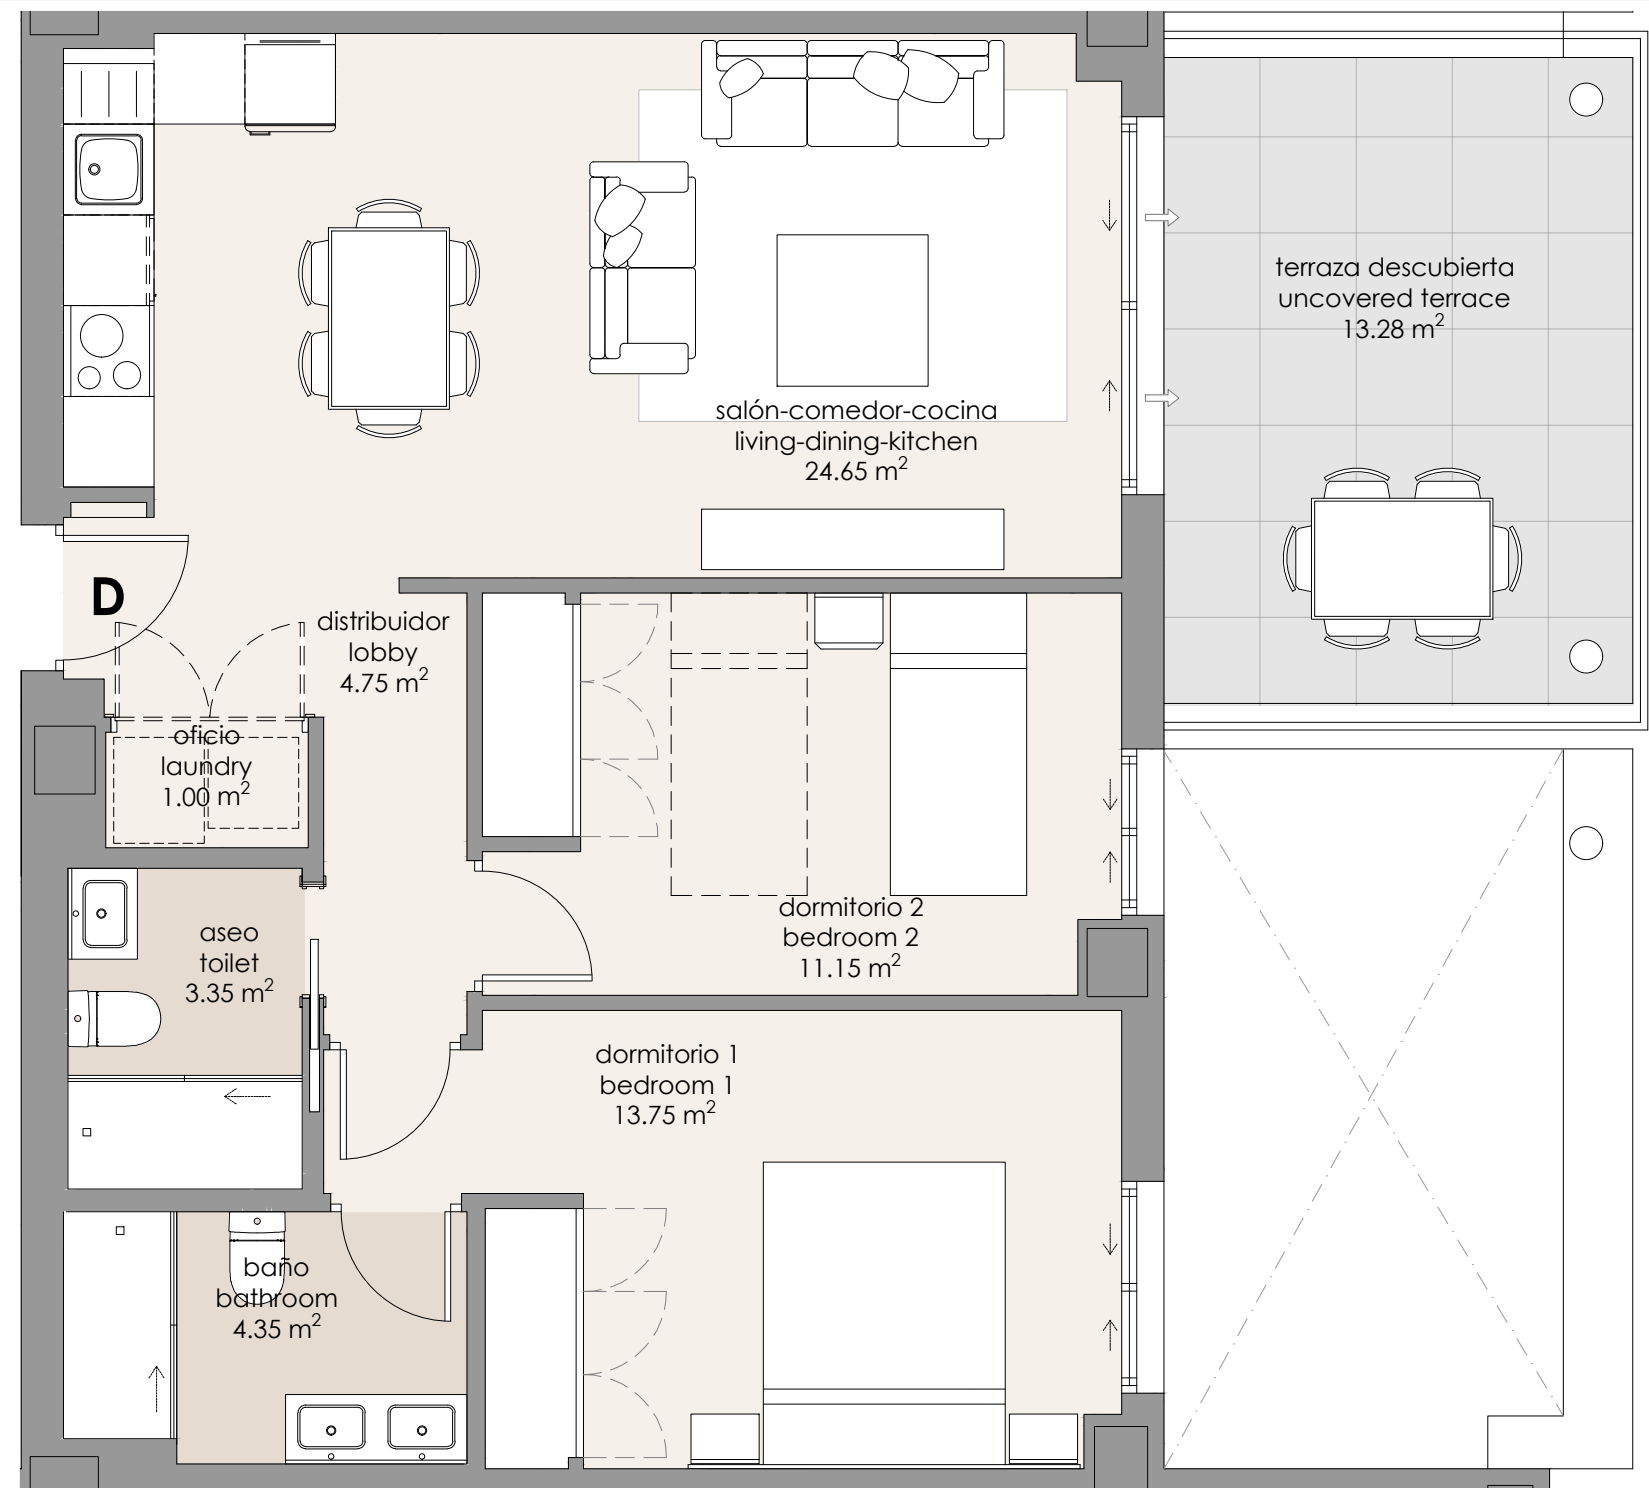 terraza descubierta
uncovered terrace
13.28 m²
salón-comedor-cocina
living-dining-kitchen
24.65 m²
D
distribuidor
lobby
4.75 m²
oficio
laundry
1.00 m²
dormitorio 2
bedroom 2
11.15 m²
aseo
toilet
3.35 m²
dormitorio 1
bedroom 1
13.75 m²
baño
bathroom
4.35 m²